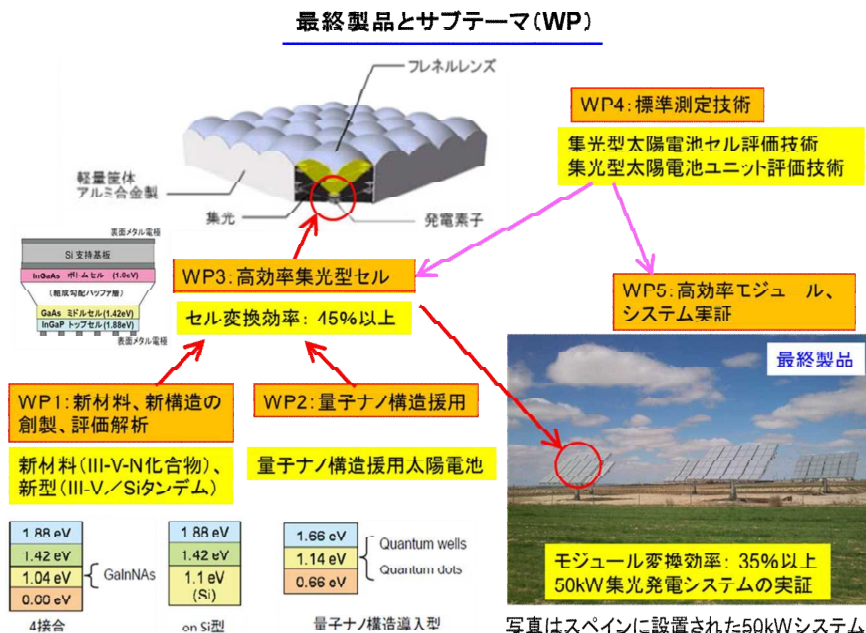 最終製品とサブテーマ(WP)
フレネルレンズ
軽量筐体
アルミ合金製
集光
発電素子
WP4:標準測定技術
集光型太陽電池セル評価技術
集光型太陽電池ユニット評価技術
表面メタル電極
Si 支持基板
InGaAs ボトムセル (1.0eV)
(組成勾配バッファ層)
GaAs ミドルセル(1.42eV)
InGaP トップセル(1.88eV)
表面メタル電極
WP3:高効率集光型セル
セル変換効率: 45%以上
WP5:高効率モジュール、
システム実証
最終製品
WP1:新材料、新構造の
創製、評価解析
新材料(III-V-N化合物)、
新型(III-V/Siタンデム)
WP2:量子ナノ構造援用
量子ナノ構造援用太陽電池
1.88 eV
1.42 eV
1.04 eV
GaInNAs
4接合
1.88 eV
1.42 eV
1.1 eV
(Si)
on Si型
1.66 eV
1.14 eV
0.66 eV
Quantum wells
Quantum dots
量子ナノ構造導入型
モジュール変換効率: 35%以上
50kW集光発電システムの実証
写真はスペインに設置された50kWシステム